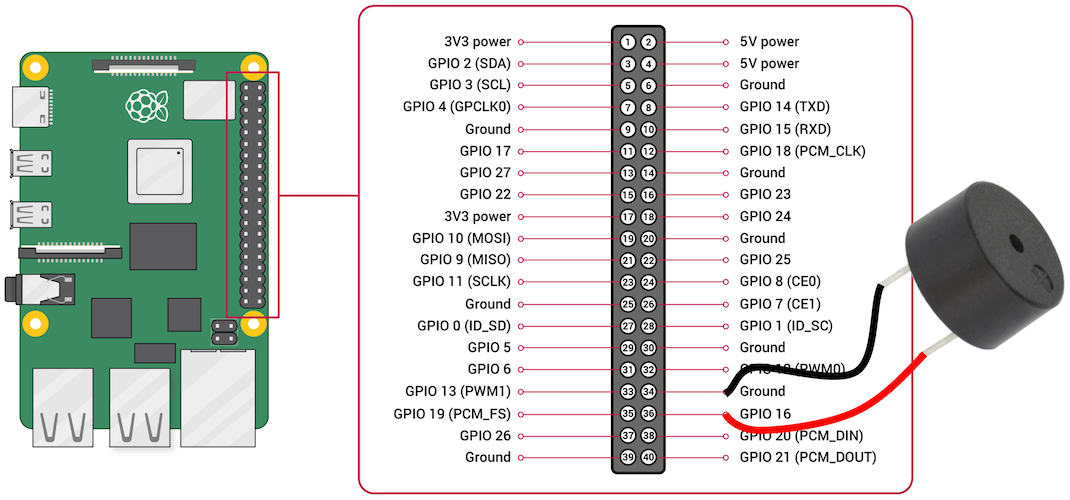 3V3 power 1 2 5V power
GPIO 2 (SDA) 3 4 5V power
GPIO 3 (SCL) 5 6 Ground
GPIO 4 (GPCLK0) 7 8 GPIO 14 (TXD)
Ground 9 10 GPIO 15 (RXD)
GPIO 17 11 12 GPIO 18 (PCM_CLK)
GPIO 27 13 14 Ground
GPIO 22 15 16 GPIO 23
3V3 power 17 18 GPIO 24
GPIO 10 (MOSI) 19 20 Ground
GPIO 9 (MISO) 21 22 GPIO 25
GPIO 11 (SCLK) 23 24 GPIO 8 (CE0)
Ground 25 26 GPIO 7 (CE1)
GPIO 0 (ID_SD) 27 28 GPIO 1 (ID_SC)
GPIO 5 29 30 Ground
GPIO 6 31 32 GPIO 12 (PWM0)
GPIO 13 (PWM1) 33 34 Ground
GPIO 19 (PCM_FS) 35 36 GPIO 16
GPIO 26 37 38 GPIO 20 (PCM_DIN)
Ground 39 40 GPIO 21 (PCM_DOUT)